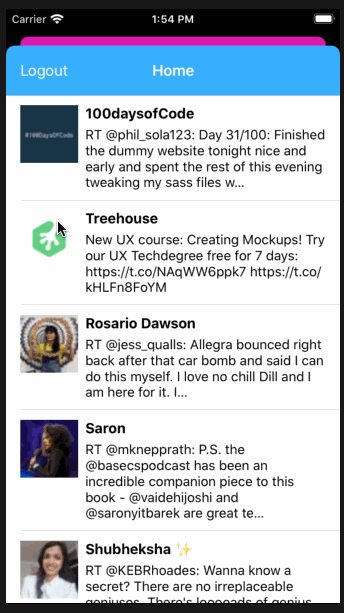 Carrier 1:54 PM
Logout Home
100daysofCode
RT @phil_sola123: Day 31/100: Finished
the dummy website tonight nice and
early and spent the rest of this evening
tweaking my sass files w...
#100DaysOfCode
Treehouse
New UX course: Creating Mockups! Try
our UX Techdegree free for 7 days:
https://t.co/NAqWW6ppk7 https://t.co/
kHLFn8FoYM
Rosario Dawson
RT @jess_qualls: Allegra bounced right
back after that car bomb and said I can
do this myself. I love no chill Dill and I
am here for it. I...
Saron
RT @mknepprath: P.S. the
@basecspodcast has been an
incredible companion piece to this
book - @vaidehijoshi and
@saronyitbarek are great te...
Shubheksha ✨
RT @KEBRhoades: Wanna know a
secret? There are no irreplaceable
geniuses. There's looooads of genius